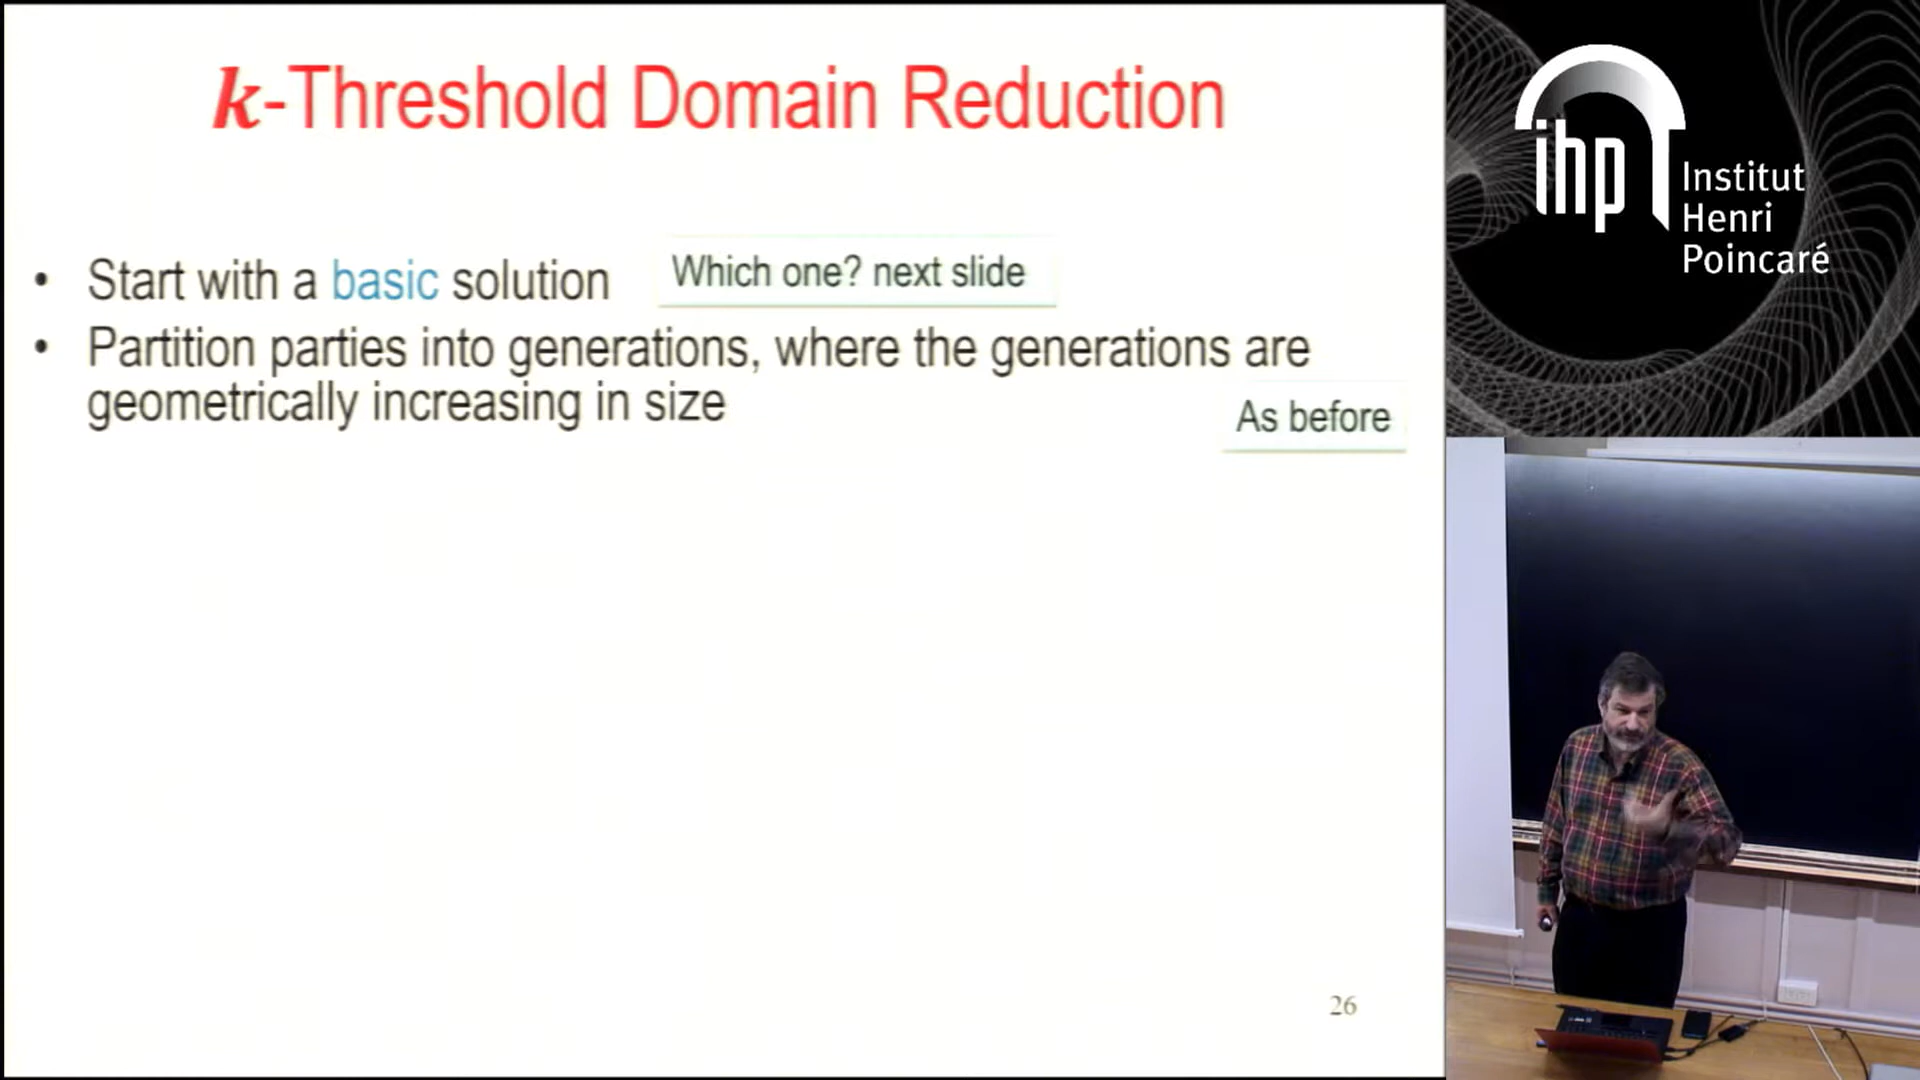 k-Threshold Domain Reduction
• Start with a basic solution
Which one? next slide
• Partition parties into generations, where the generations are
geometrically increasing in size
As before
26
ihp
Institut
Henri
Poincaré